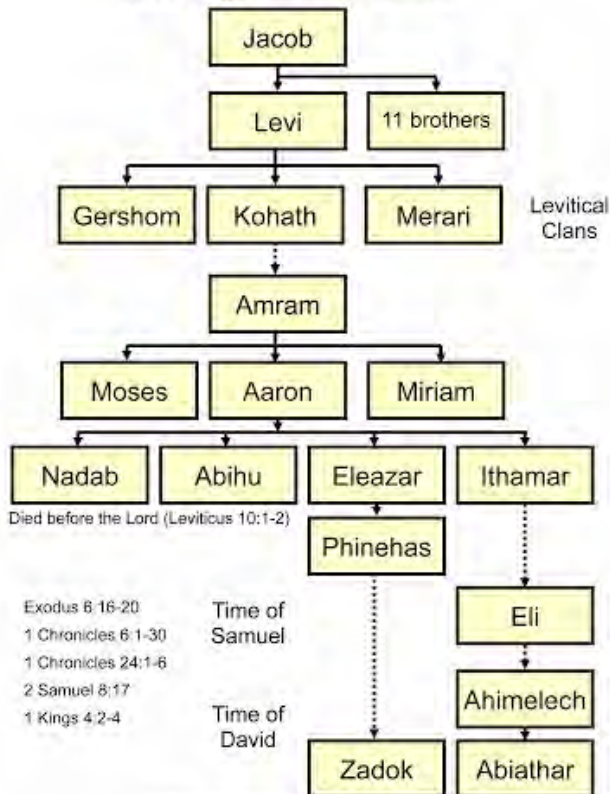 Jacob
Levi
11 brothers
Gershom
Kohath
Merari
Levitical
Clans
Amram
Moses
Aaron
Miriam
Nadab
Abihu
Eleazar
Ithamar
Died before the Lord (Leviticus 10:1-2)
Phinehas
Exodus 6:16-20
1 Chronicles 6:1-30
1 Chronicles 24:1-6
2 Samuel 8:17
1 Kings 4:2-4
Time of
Samuel
Eli
Ahimelech
Time of
David
Zadok
Abiathar